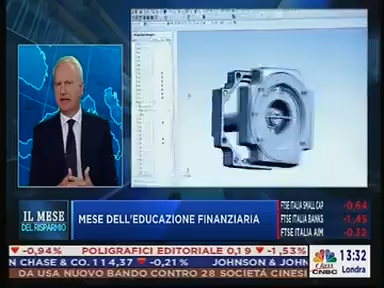 IL MESE
DEL RISPARMIO
MESE DELL'EDUCAZIONE FINANZIARIA
FTSE ITALIA SMALL CAP -0,64
FTSE ITALIA BANKS -1,45
FTSE ITALIA AIM -0,32
-0,94% POLIGRAFICI EDITORIALE 0,19 -1,53%
N CHASE & CO. 114,37 -0,21% JOHNSON & JOHN
DA USA NUOVO BANDO CONTRO 28 SOCIETÀ CINESI
13:32
Londra
Class
CNBC